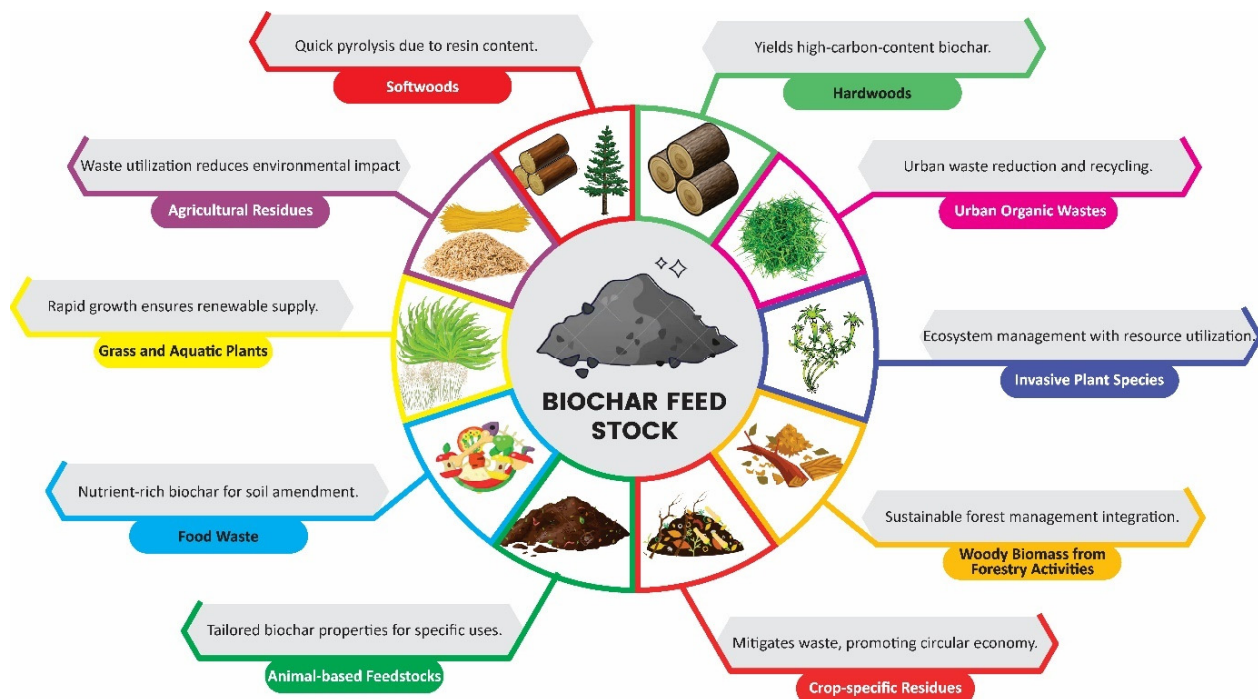 Quick pyrolysis due to resin content.
Softwoods
Yields high-carbon-content biochar.
Hardwoods
Waste utilization reduces environmental impact
Agricultural Residues
Urban waste reduction and recycling.
Urban Organic Wastes
Rapid growth ensures renewable supply.
Grass and Aquatic Plants
Ecosystem management with resource utilization.
Invasive Plant Species
BIOCHAR FEED
STOCK
Nutrient-rich biochar for soil amendment.
Food Waste
Sustainable forest management integration.
Woody Biomass from
Forestry Activities
Tailored biochar properties for specific uses.
Animal-based Feedstocks
Mitigates waste, promoting circular economy.
Crop-specific Residues